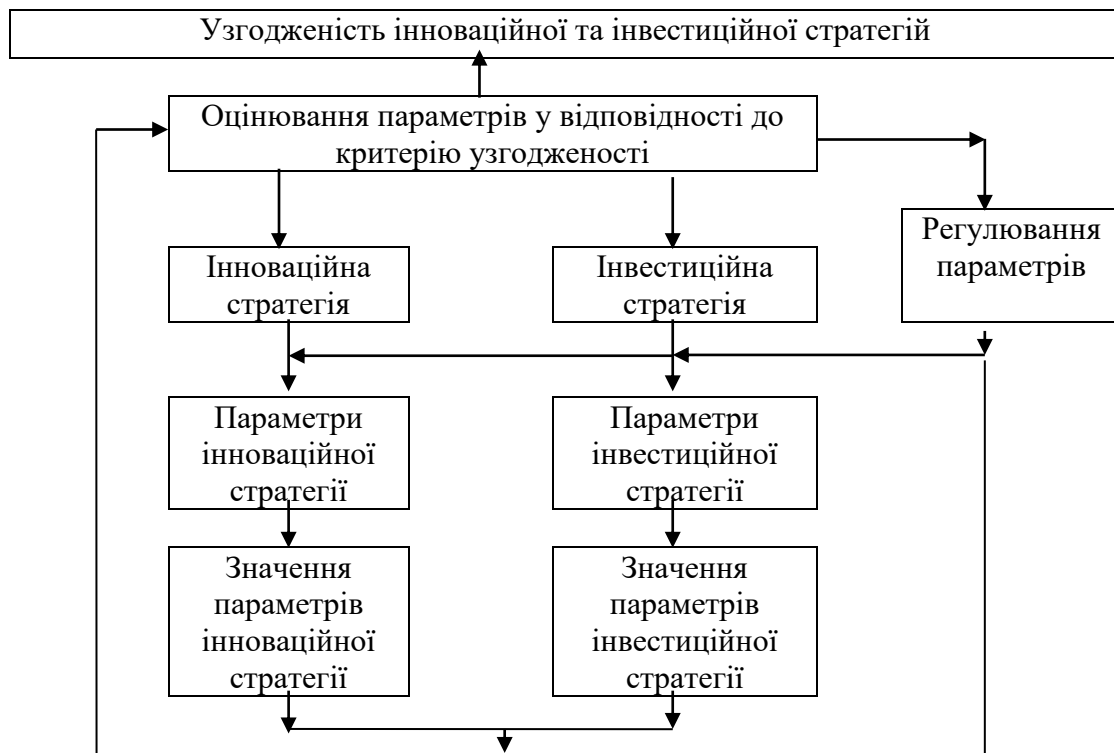 Узгодженість інноваційної та інвестиційної стратегій
Оцінювання параметрів у відповідності до
критерію узгодженості
Регулювання
параметрів
Інноваційна
стратегія
Інвестиційна
стратегія
Параметри
інноваційної
стратегії
Параметри
інвестиційної
стратегії
Значення
параметрів
інноваційної
стратегії
Значення
параметрів
інвестиційної
стратегії